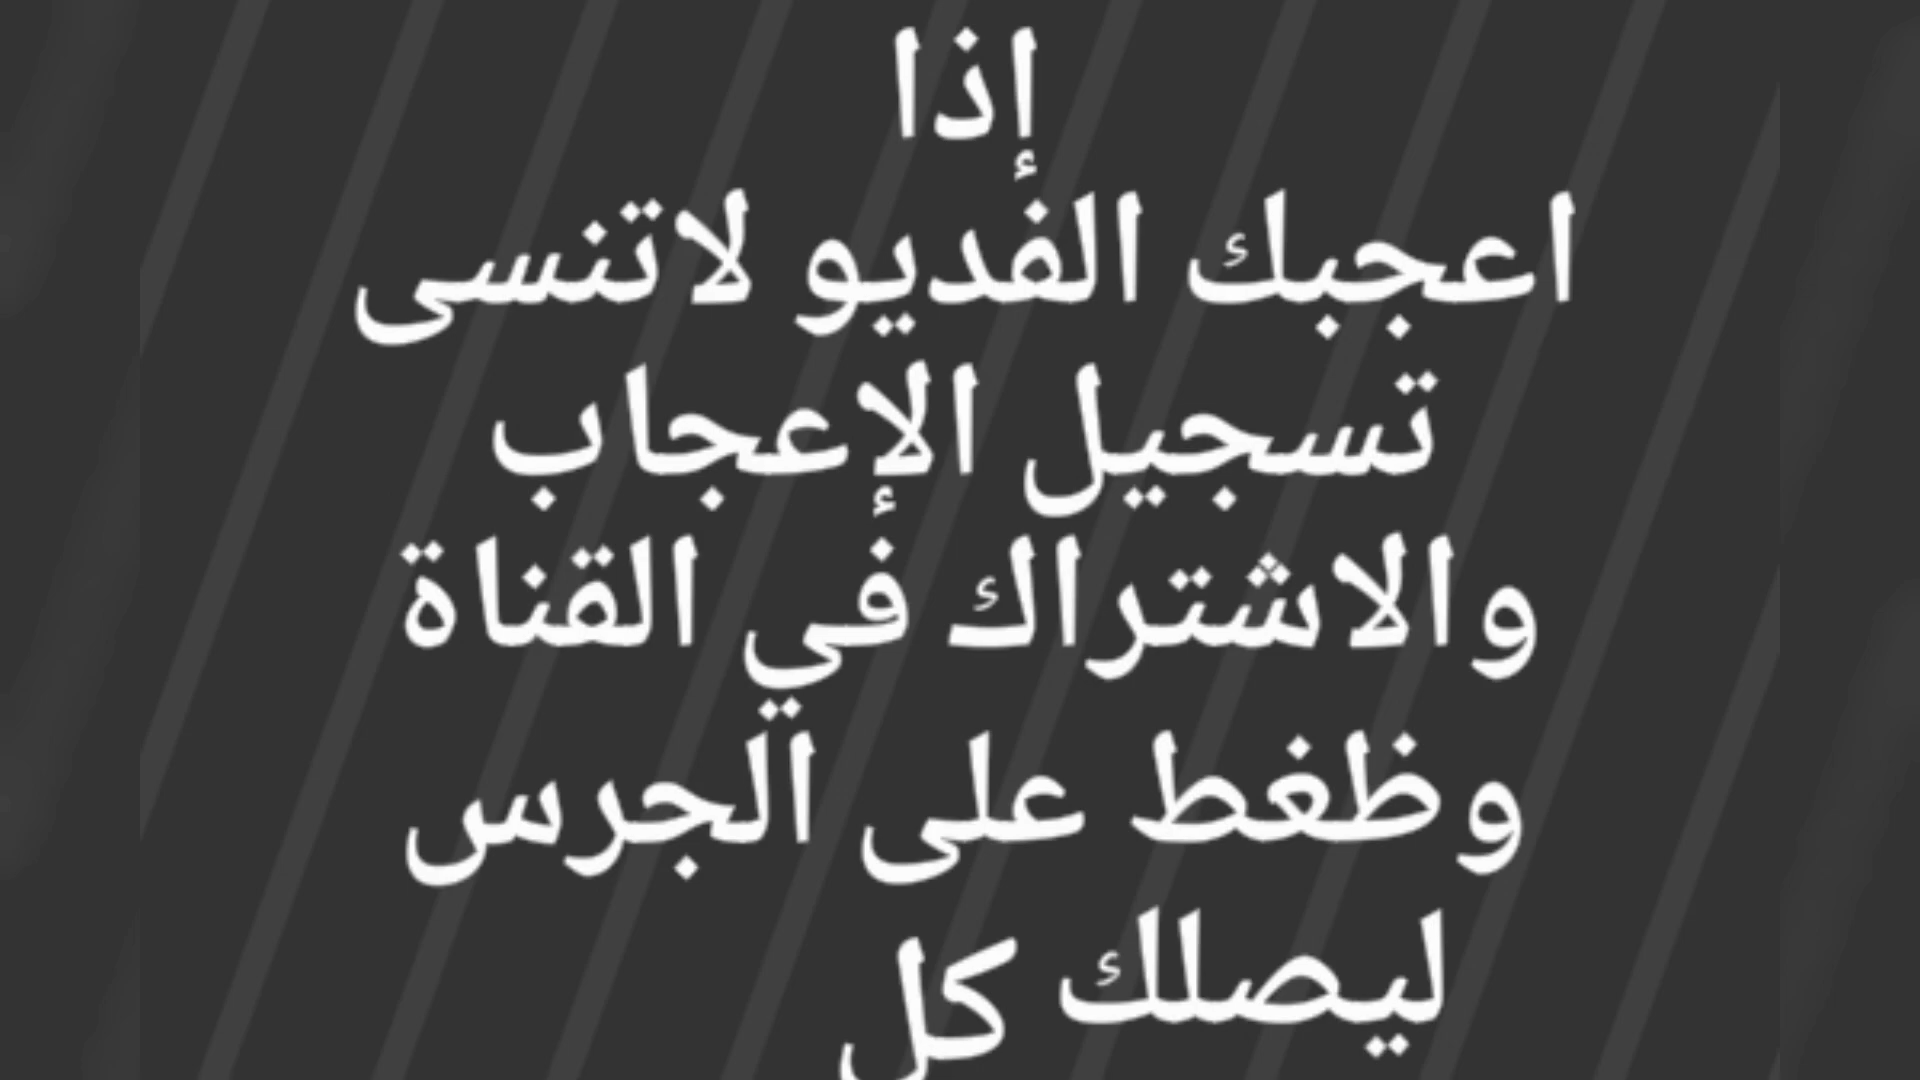 إذا
اعجبك الفديو لاتنسى
تسجيل الإعجاب
والاشتراك في القناة
وظغط على الجرس
ليصلك كل